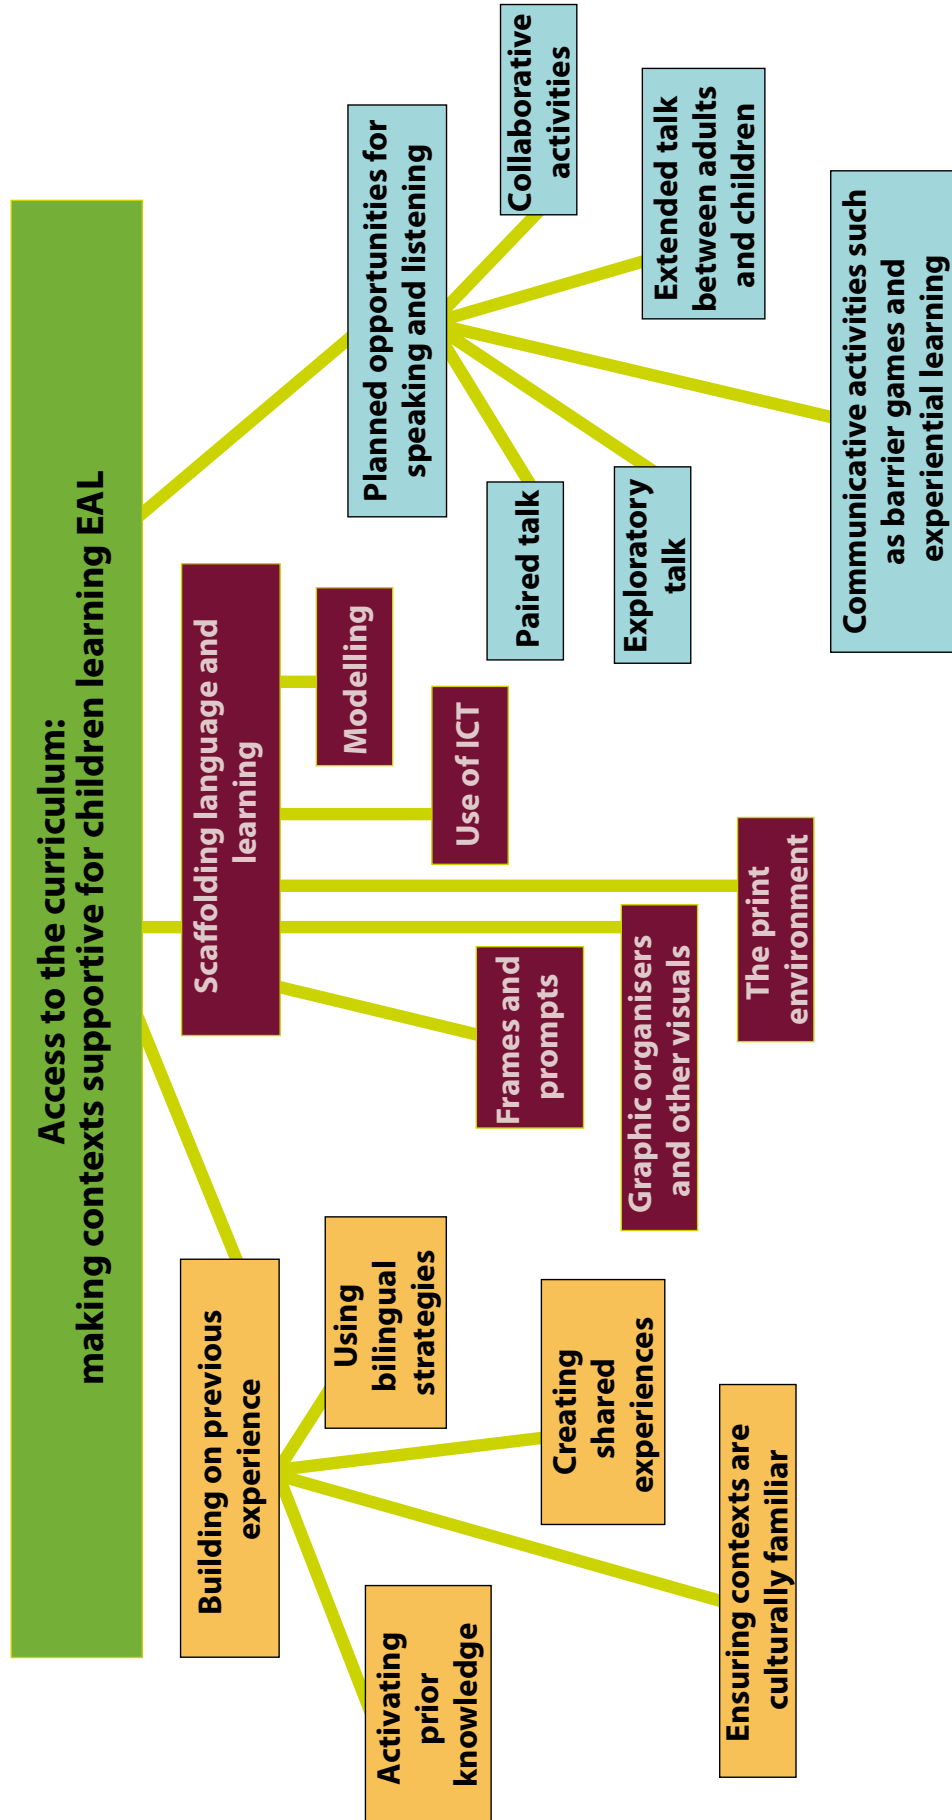 Access to the curriculum:
making contexts supportive for children learning EAL
Building on previous
experience
Activating
prior
knowledge
Using
bilingual
strategies
Creating
shared
experiences
Ensuring contexts are
culturally familiar
Scaffolding language and
learning
Frames and
prompts
Graphic organisers
and other visuals
The print
environment
Use of ICT
Modelling
Planned opportunities for
speaking and listening
Paired talk
Exploratory
talk
Communicative activities such
as barrier games and
experiential learning
Extended talk
between adults
and children
Collaborative
activities